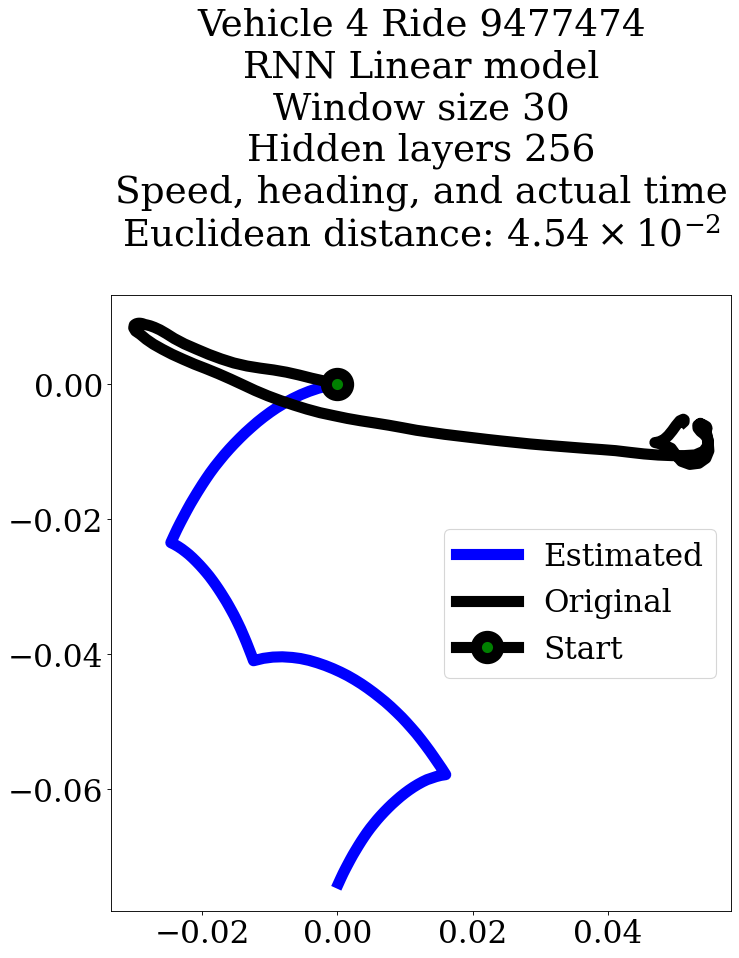 Vehicle 4 Ride 9477474
RNN Linear model
Window size 30
Hidden layers 256
Speed, heading, and actual time
Euclidean distance: 4.54 × 10⁻²
0.00
−0.02
−0.04
−0.06
Estimated
Original
Start
−0.02 0.00 0.02 0.04